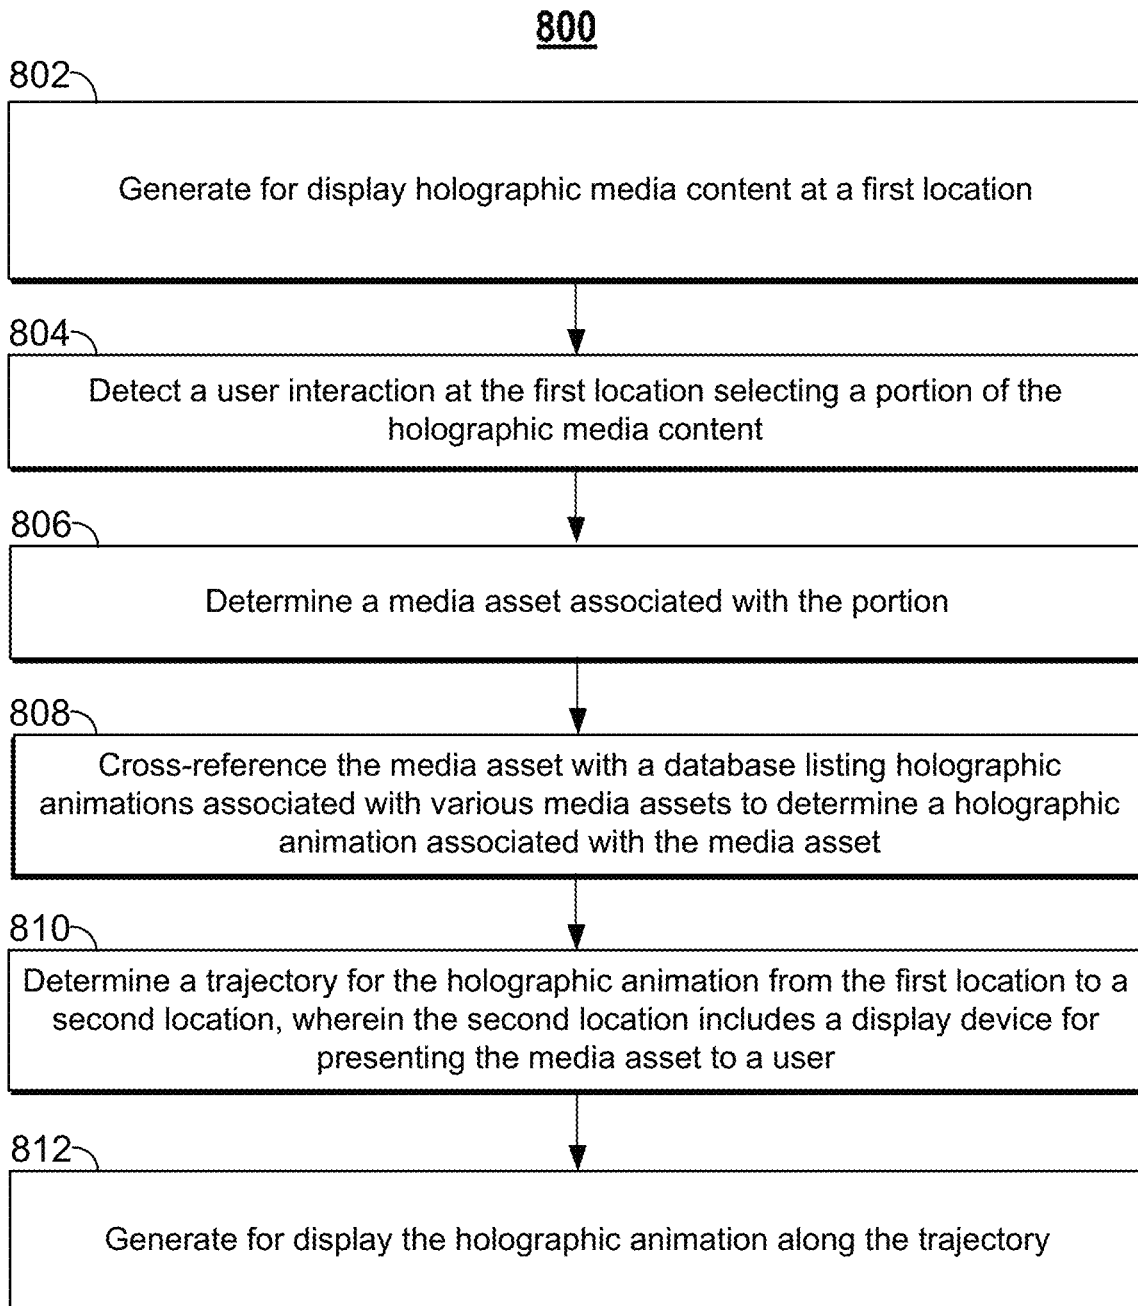 800
802
Generate for display holographic media content at a first location
804
Detect a user interaction at the first location selecting a portion of the
holographic media content
806
Determine a media asset associated with the portion
808
Cross-reference the media asset with a database listing holographic
animations associated with various media assets to determine a holographic
animation associated with the media asset
810
Determine a trajectory for the holographic animation from the first location to a
second location, wherein the second location includes a display device for
presenting the media asset to a user
812
Generate for display the holographic animation along the trajectory